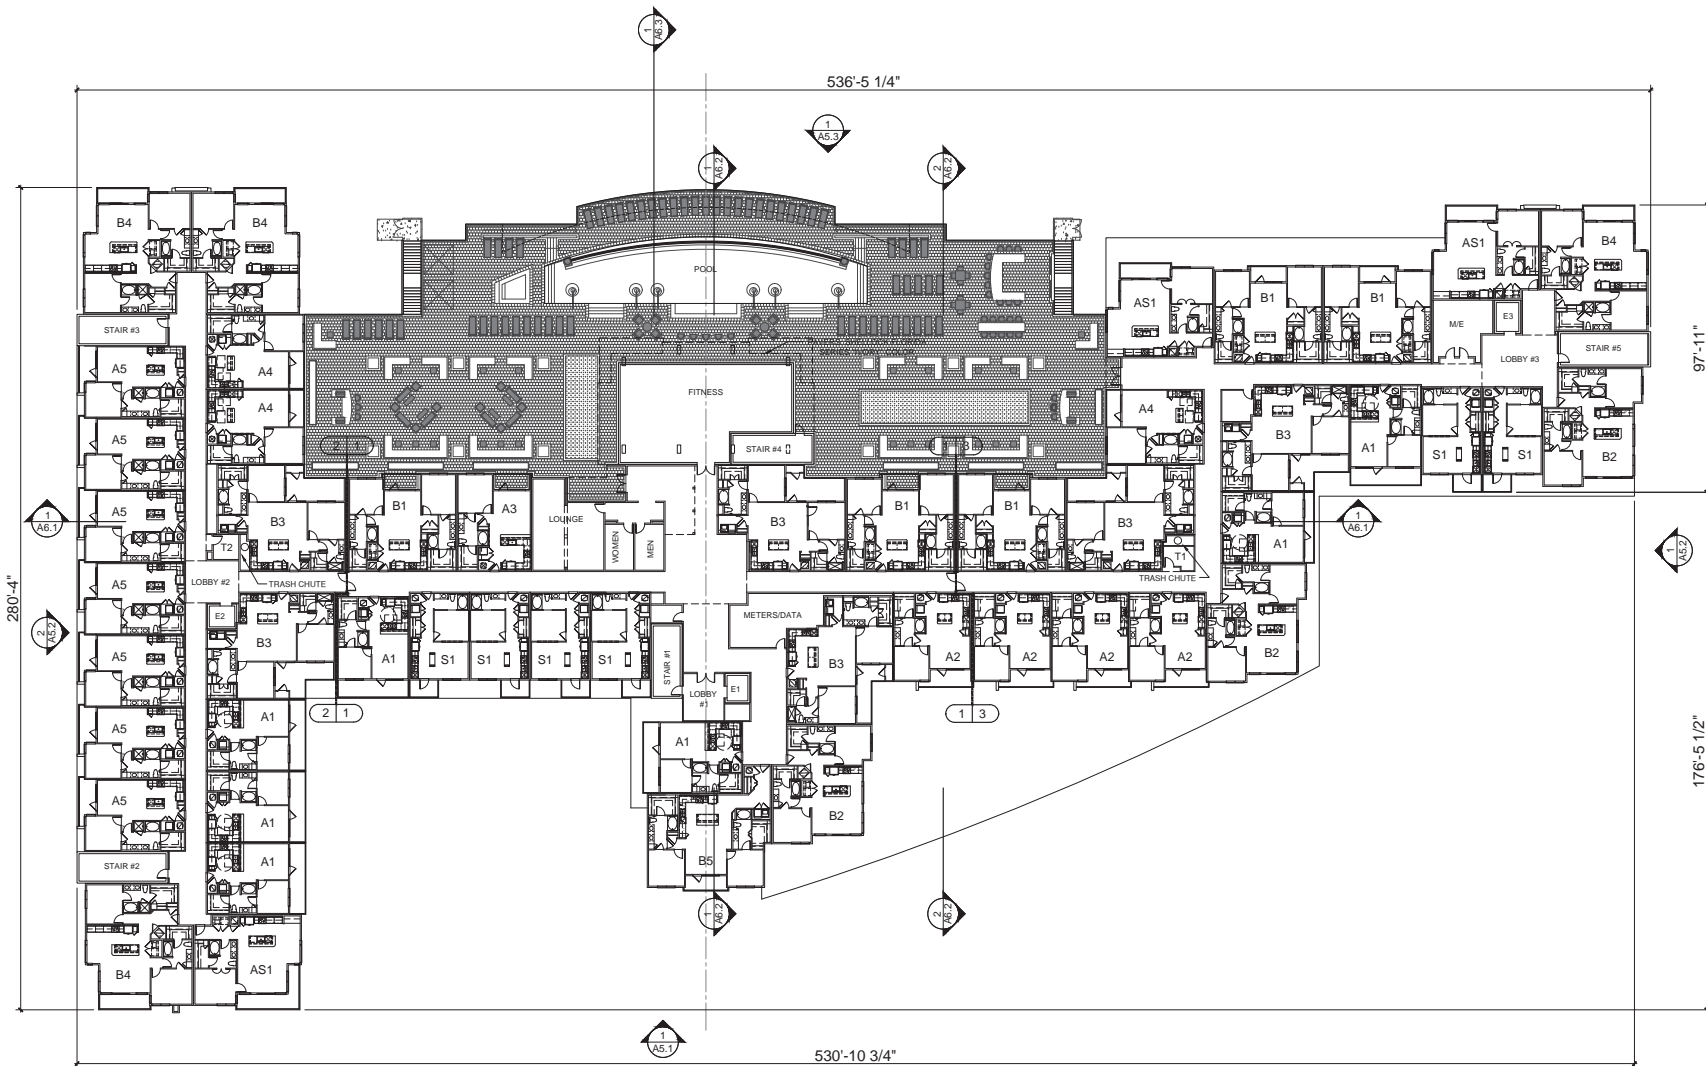 1
A6.3
536'-5 1/4"
1
A5.3
1
A6.2
2
A6.2
B4
B4
POOL
AS1
B4
AS1
B1
B1
M/E
E3
STAIR #3
LOBBY #3
STAIR #5
97'-11"
PAVERS: SHELLOCK FLOW
A5
A4
FITNESS
A5
A4
A4
B3
A1
S1
S1
B2
STAIR #4
A5
B3
B1
A3
LOUNGE
WOMEN
MEN
B3
B1
B1
B3
1
A6.1
1
A6.1
A1
1
A5.2
T2
T1
LOBBY #2
TRASH CHUTE
TRASH CHUTE
A5
280'-4"
E2
METERS/DATA
2
A5.2
A5
B3
A1
S1
S1
S1
S1
STAIR #1
B3
A2
A2
A2
A2
B2
LOBBY
#1
E1
2 1
1 3
A5
A1
A1
176'-5 1/2"
A5
A1
B2
A1
STAIR #2
B5
1
A6.2
2
A6.2
B4
AS1
1
A5.1
530'-10 3/4"